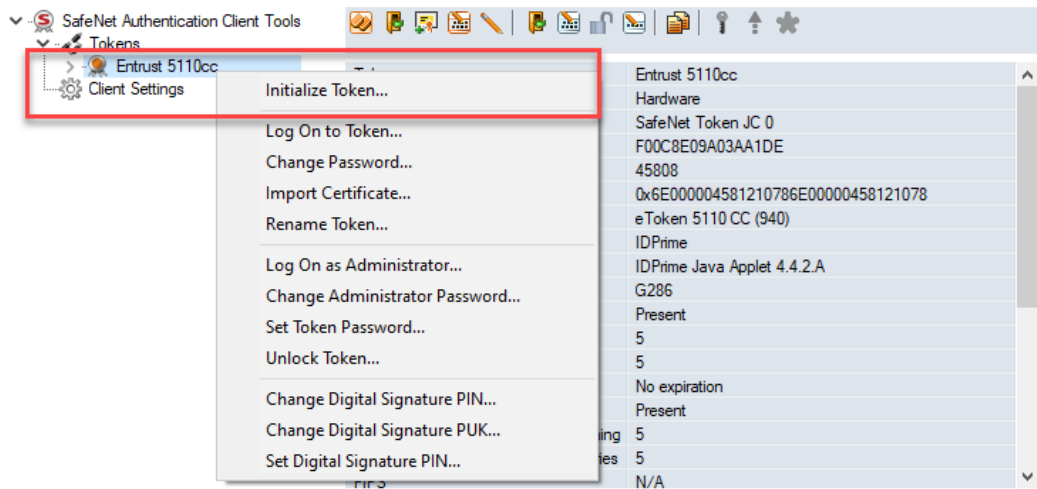 SafeNet Authentication Client Tools
Tokens
Entrust 5110cc
Client Settings
Initialize Token...
Log On to Token...
Change Password...
Import Certificate...
Rename Token...
Log On as Administrator...
Change Administrator Password...
Set Token Password...
Unlock Token...
Change Digital Signature PIN...
Change Digital Signature PUK...
Set Digital Signature PIN...
Entrust 5110cc
Hardware
SafeNet Token JC 0
F00C8E09A03AA1DE
45808
0x6E000004581210786E00000458121078
eToken 5110 CC (940)
IDPrime
IDPrime Java Applet 4.4.2.A
G286
Present
5
5
No expiration
Present
5
5
N/A